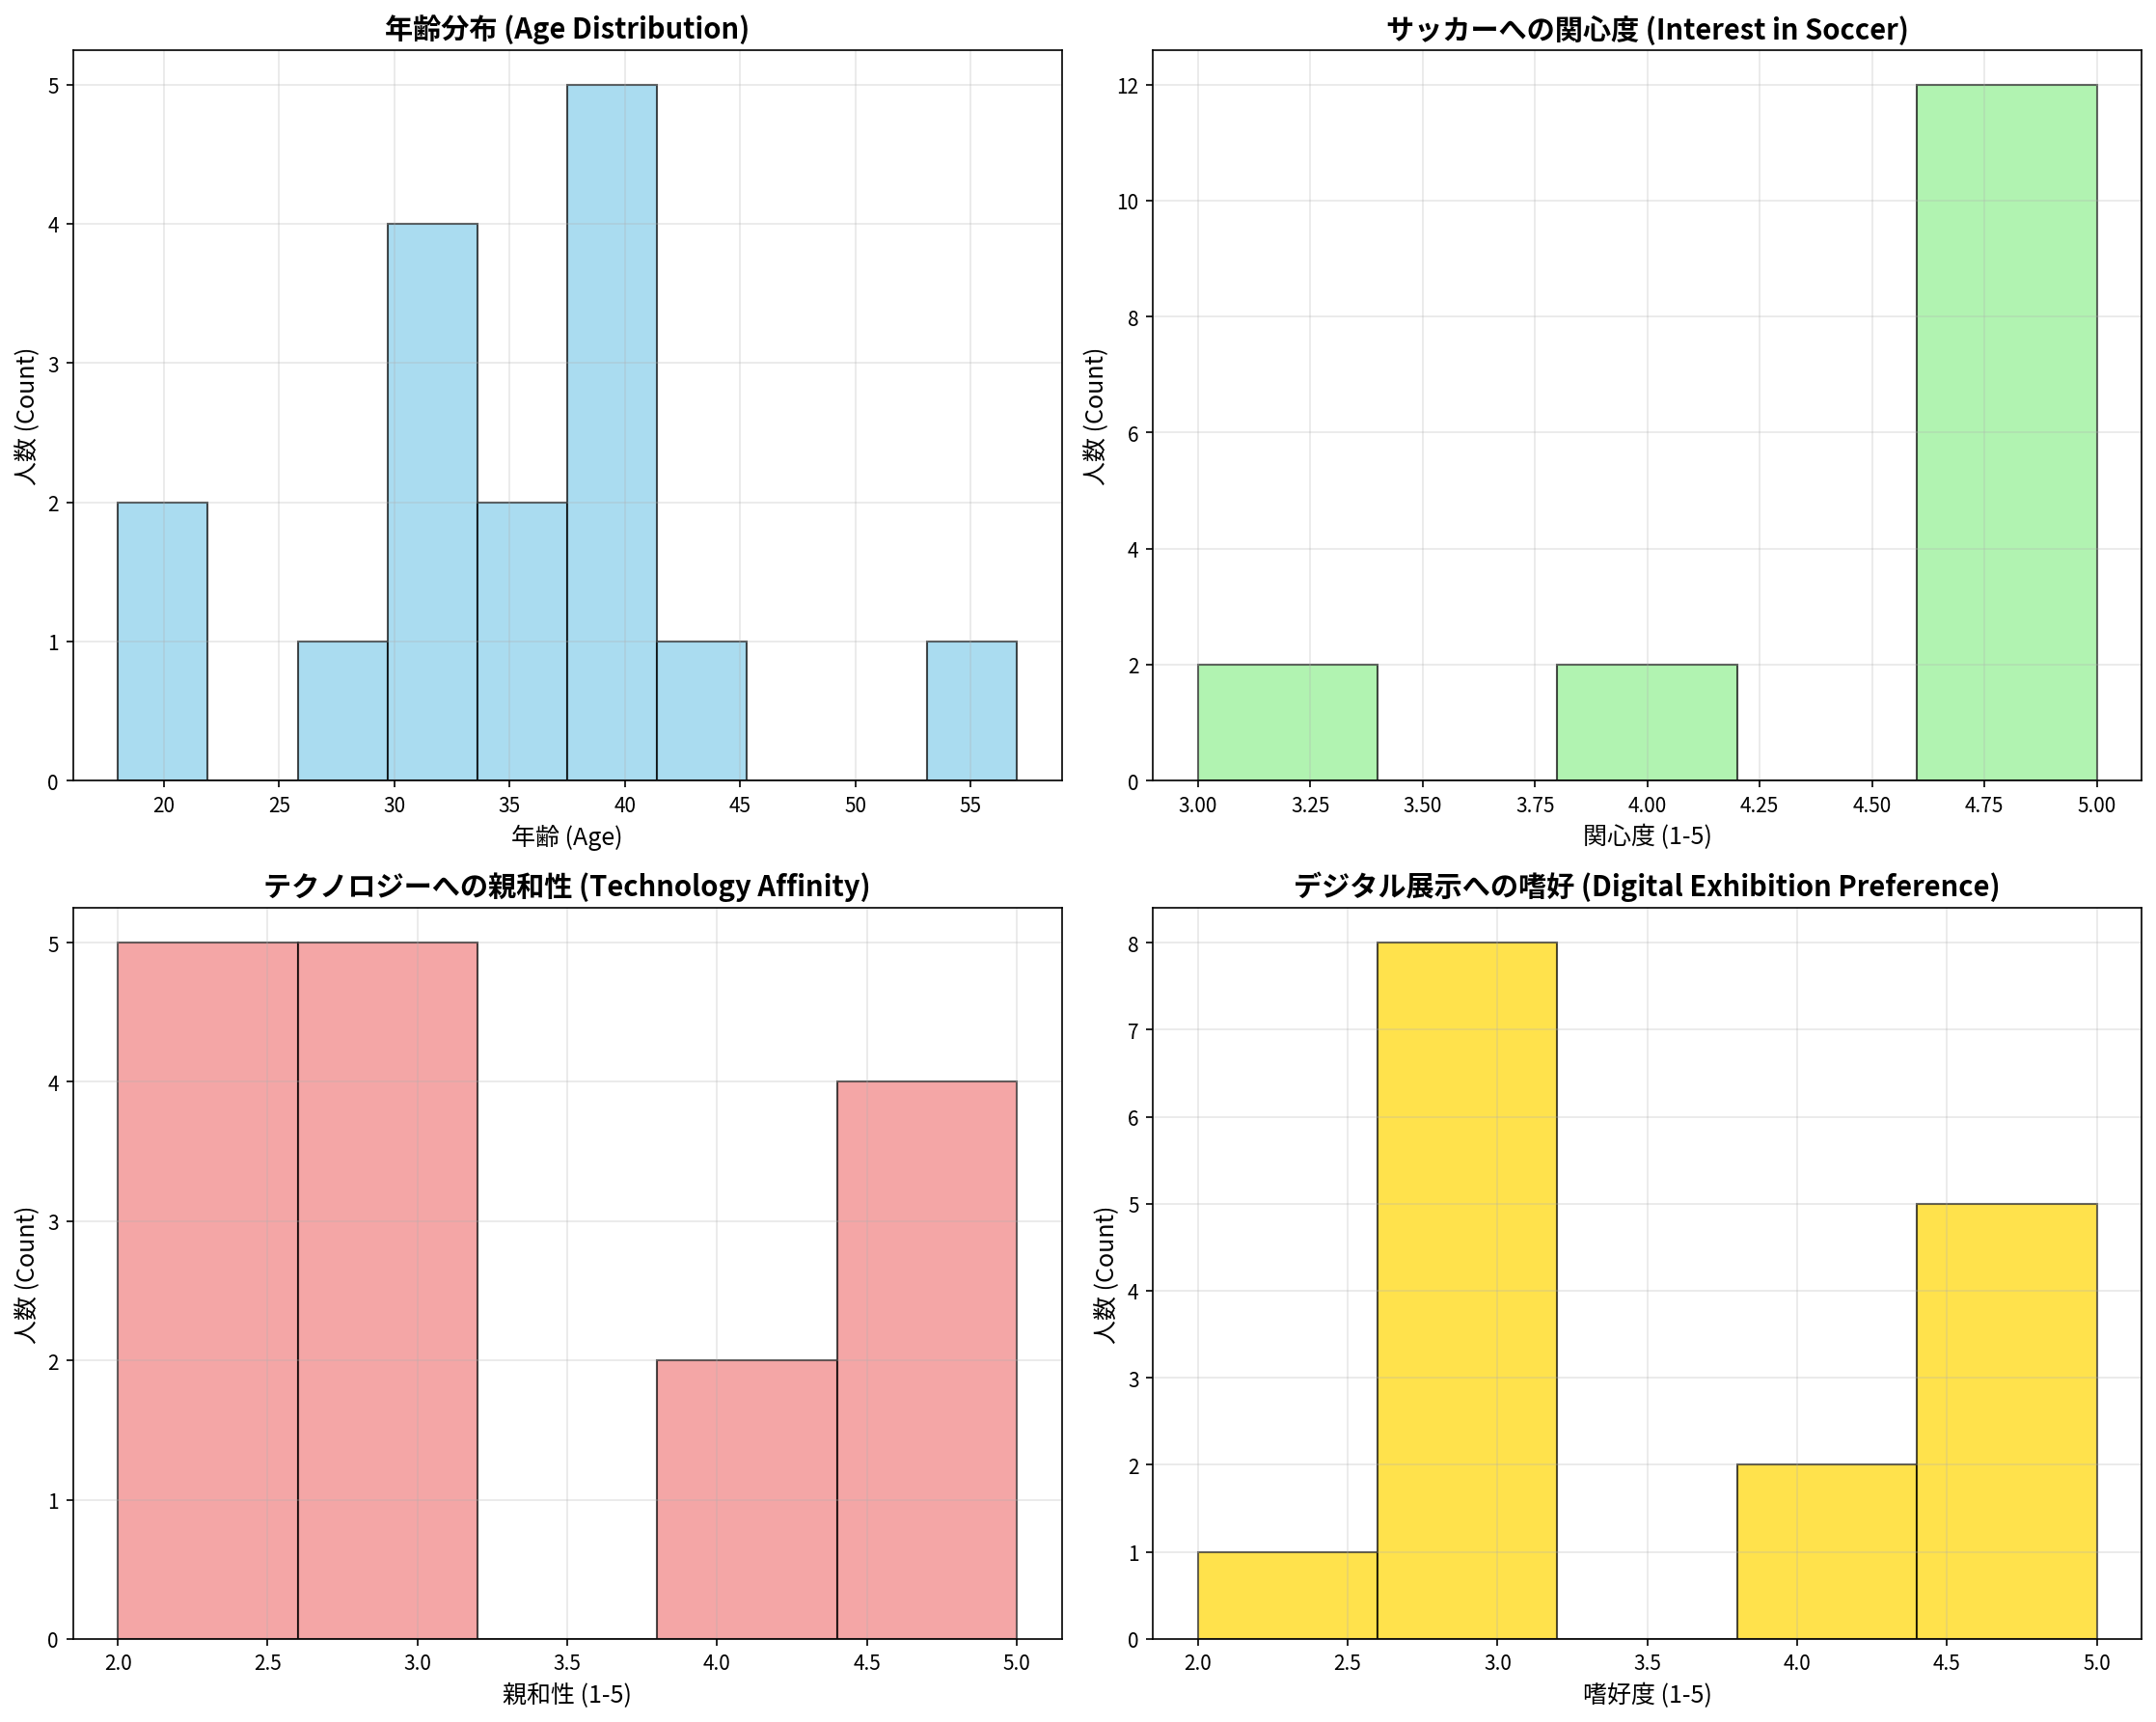 年齢分布 (Age Distribution)
人数 (Count)
5
4
3
2
1
0
20 25 30 35 40 45 50 55
年齢 (Age)
サッカーへの関心度 (Interest in Soccer)
人数 (Count)
12
10
8
6
4
2
0
3.00 3.25 3.50 3.75 4.00 4.25 4.50 4.75 5.00
関心度 (1-5)
テクノロジーへの親和性 (Technology Affinity)
人数 (Count)
5
4
3
2
1
0
2.0 2.5 3.0 3.5 4.0 4.5 5.0
親和性 (1-5)
デジタル展示への嗜好 (Digital Exhibition Preference)
人数 (Count)
8
7
6
5
4
3
2
1
0
2.0 2.5 3.0 3.5 4.0 4.5 5.0
嗜好度 (1-5)